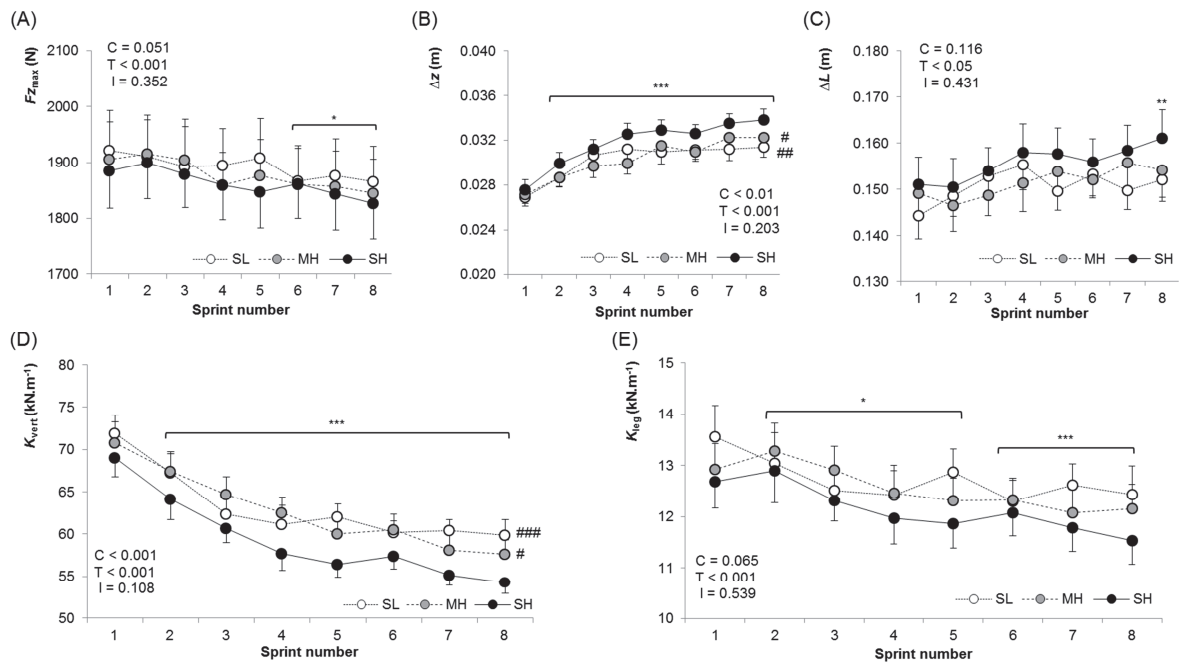 (A)
Fzmax (N)
2100
2000
1900
1800
1700
C = 0.051
T < 0.001
I = 0.352
*
SL MH SH
1 2 3 4 5 6 7 8
Sprint number
(B)
Δz (m)
0.040
0.036
0.032
0.028
0.024
0.020
***
#
##
C < 0.01
T < 0.001
I = 0.203
SL MH SH
1 2 3 4 5 6 7 8
Sprint number
(C)
ΔL (m)
0.180
0.170
0.160
0.150
0.140
0.130
C = 0.116
T < 0.05
I = 0.431
**
SL MH SH
1 2 3 4 5 6 7 8
Sprint number
(D)
Kvert (kN.m-1)
80
75
70
65
60
55
50
***
###
#
C < 0.001
T < 0.001
I = 0.108
SL MH SH
1 2 3 4 5 6 7 8
Sprint number
(E)
Kleg (kN.m-1)
15
14
13
12
11
10
*
***
C = 0.065
T < 0.001
I = 0.539
SL MH SH
1 2 3 4 5 6 7 8
Sprint number